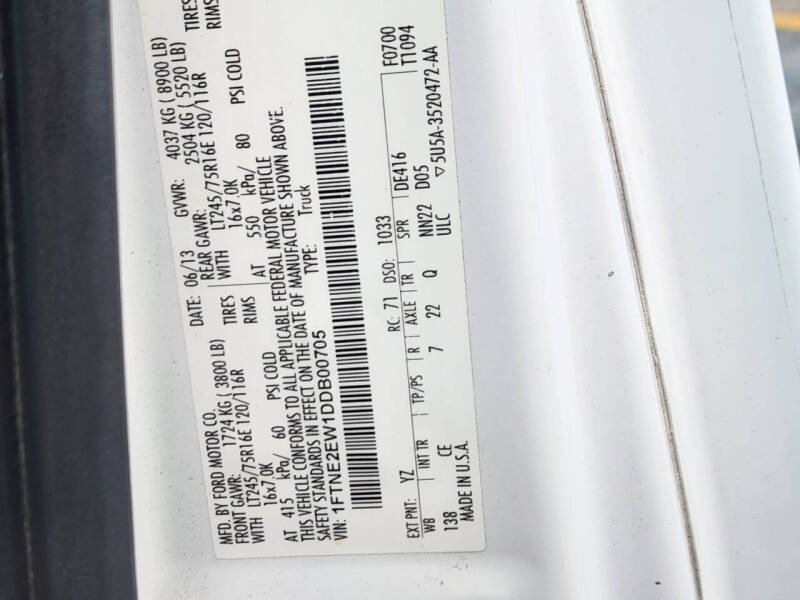 MFD. BY FORD MOTOR CO. DATE: 06/13 GVWR: 4037 KG ( 8900 LB)
FRONT GAWR: 1724 KG ( 3800 LB) REAR GAWR: 2504 KG ( 5520 LB)
WITH LT245/75R16E 120/116R TIRES WITH LT245/75R16E 120/116R TIRES
16x7.0K RIMS 16x7.0K RIMS
AT 415 kPa/ 60 PSI COLD AT 550 kPa/ 80 PSI COLD
THIS VEHICLE CONFORMS TO ALL APPLICABLE FEDERAL MOTOR VEHICLE
SAFETY STANDARDS IN EFFECT ON THE DATE OF MANUFACTURE SHOWN ABOVE.
VIN: 1FTNE2EW1DDB00705 TYPE: Truck
F0700
EXT PNT: YZ RC: 71 DSO: 1033 T1094
WB INT TR TP/PS R AXLE TR SPR DE416
138 CE 7 22 Q NN22 D05
MADE IN U.S.A. ULC ▽5U5A-3520472-AA